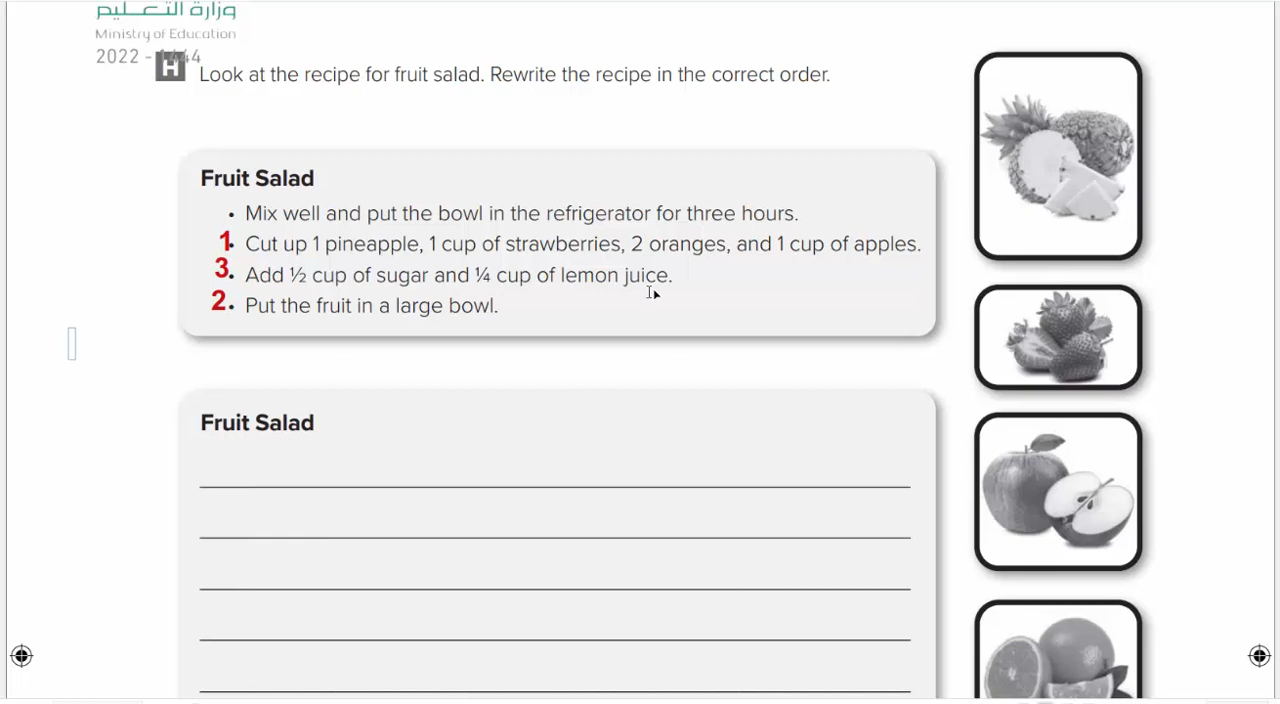 وزارة التعليم
Ministry of Education
2022 - 1444
H Look at the recipe for fruit salad. Rewrite the recipe in the correct order.
Fruit Salad
• Mix well and put the bowl in the refrigerator for three hours.
1• Cut up 1 pineapple, 1 cup of strawberries, 2 oranges, and 1 cup of apples.
3• Add ½ cup of sugar and ¼ cup of lemon juice.
2• Put the fruit in a large bowl.
Fruit Salad